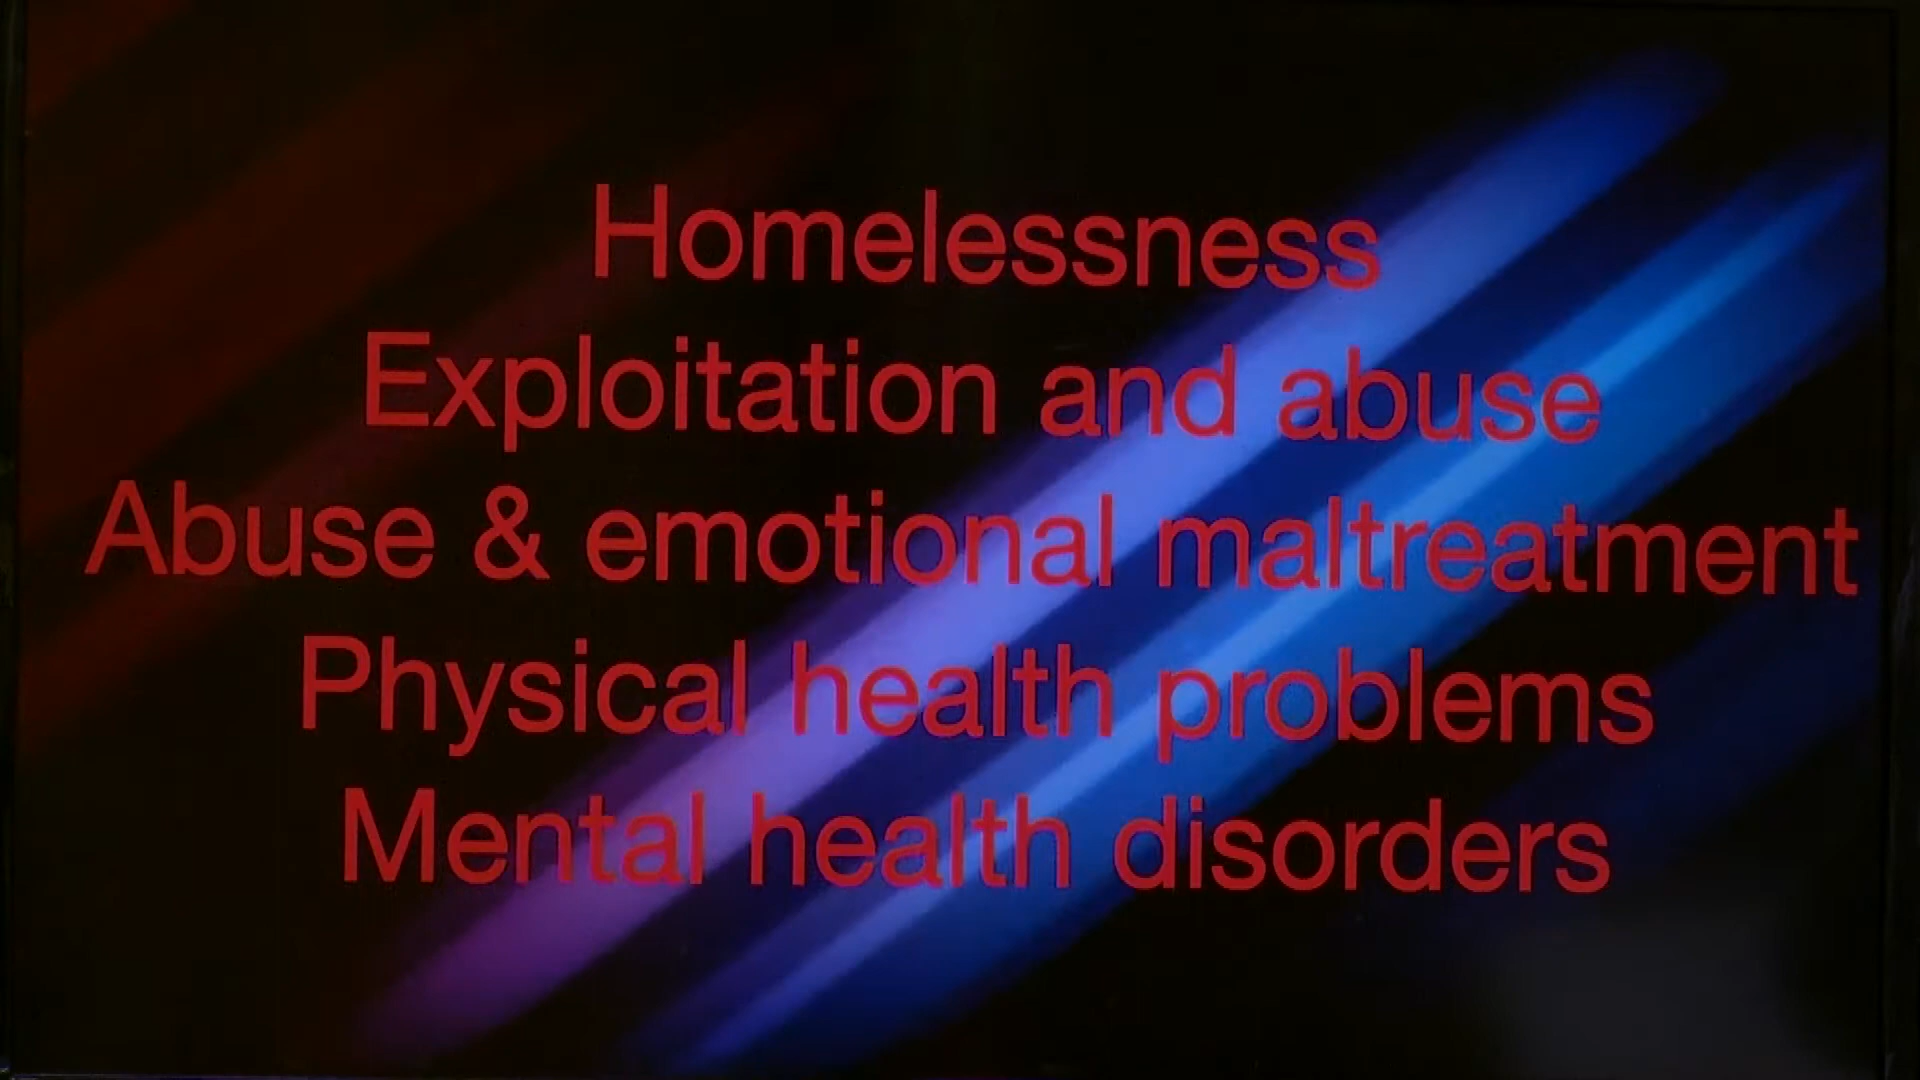 Homelessness
Exploitation and abuse
Abuse & emotional maltreatment
Physical health problems
Mental health disorders